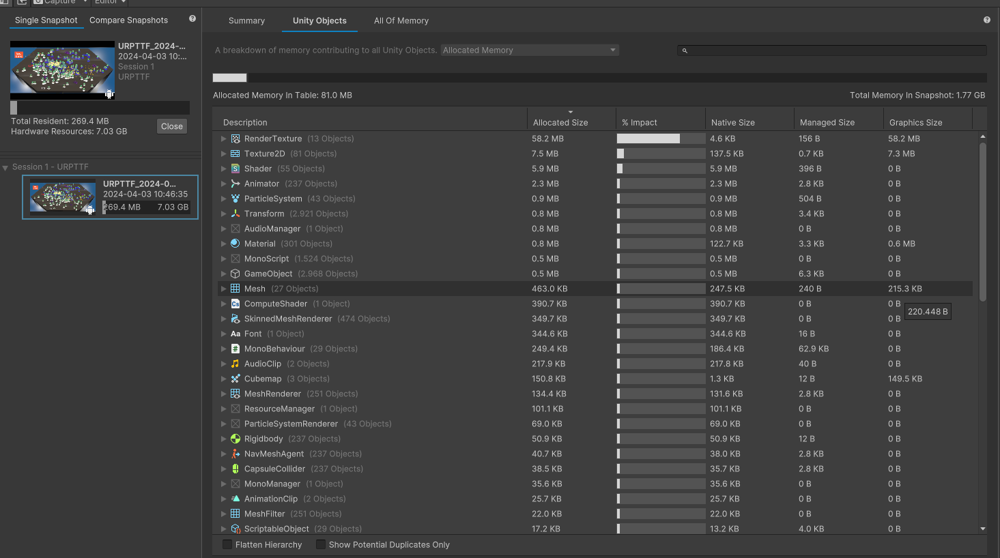 Capture Editor
Single Snapshot Compare Snapshots
URPTTF_2024-...
2024-04-03 10:...
Session 1
URPTTF
Total Resident: 269.4 MB
Hardware Resources: 7.03 GB
Close
Session 1 - URPTTF
URPTTF_2024-0...
2024-04-03 10:46:35
269.4 MB 7.03 GB
Summary Unity Objects All Of Memory
A breakdown of memory contributing to all Unity Objects. Allocated Memory
Allocated Memory In Table: 81.0 MB Total Memory In Snapshot: 1.77 GB
Description Allocated Size % Impact Native Size Managed Size Graphics Size
RenderTexture (13 Objects) 58.2 MB 4.6 KB 156 B 58.2 MB
Texture2D (81 Objects) 7.5 MB 137.5 KB 0.7 KB 7.3 MB
Shader (55 Objects) 5.9 MB 5.9 MB 396 B 0 B
Animator (237 Objects) 2.3 MB 2.3 MB 2.8 KB 0 B
ParticleSystem (43 Objects) 0.9 MB 0.9 MB 504 B 0 B
Transform (2.921 Objects) 0.8 MB 0.8 MB 3.4 KB 0 B
AudioManager (1 Object) 0.8 MB 0.8 MB 0 B 0 B
Material (301 Objects) 0.8 MB 122.7 KB 3.3 KB 0.6 MB
MonoScript (1.524 Objects) 0.5 MB 0.5 MB 0 B 0 B
GameObject (2.968 Objects) 0.5 MB 0.5 MB 6.3 KB 0 B
Mesh (27 Objects) 463.0 KB 247.5 KB 240 B 215.3 KB
ComputeShader (1 Object) 390.7 KB 390.7 KB 0 B 0 B
220.448 B
SkinnedMeshRenderer (474 Objects) 349.7 KB 349.7 KB 0 B 0 B
Font (1 Object) 344.6 KB 344.6 KB 16 B 0 B
MonoBehaviour (29 Objects) 249.4 KB 186.4 KB 62.9 KB 0 B
AudioClip (2 Objects) 217.9 KB 217.8 KB 40 B 0 B
Cubemap (3 Objects) 150.8 KB 1.3 KB 12 B 149.5 KB
MeshRenderer (251 Objects) 134.4 KB 131.6 KB 2.8 KB 0 B
ResourceManager (1 Object) 101.1 KB 101.1 KB 0 B 0 B
ParticleSystemRenderer (43 Objects) 69.0 KB 69.0 KB 0 B 0 B
Rigidbody (237 Objects) 50.9 KB 50.9 KB 12 B 0 B
NavMeshAgent (237 Objects) 40.7 KB 38.0 KB 2.8 KB 0 B
CapsuleCollider (237 Objects) 38.5 KB 35.7 KB 2.8 KB 0 B
MonoManager (1 Object) 35.6 KB 35.6 KB 0 B 0 B
AnimationClip (2 Objects) 25.7 KB 25.7 KB 0 B 0 B
MeshFilter (251 Objects) 22.0 KB 22.0 KB 0 B 0 B
ScriptableObject (29 Objects) 17.2 KB 13.2 KB 4.0 KB 0 B
Flatten Hierarchy Show Potential Duplicates Only